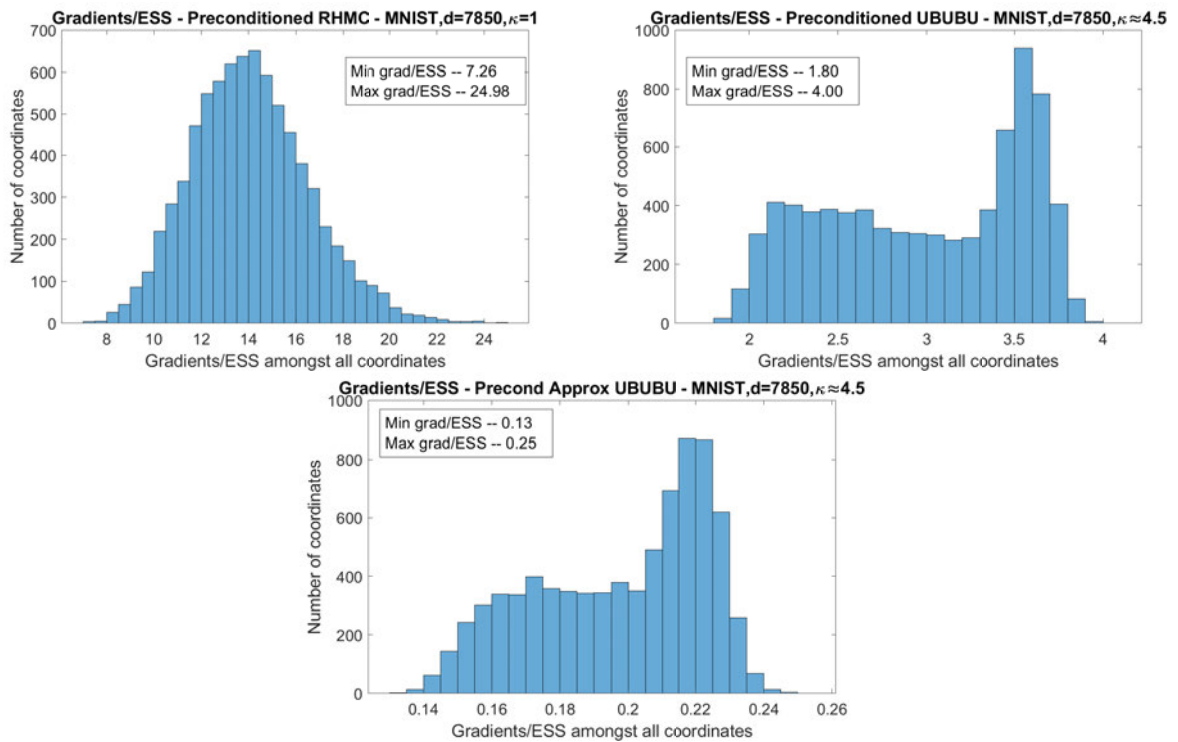 Gradients/ESS - Preconditioned RHMC - MNIST,d=7850,κ=1
700
600
500
400
300
200
100
0
Number of coordinates
Min grad/ESS -- 7.26
Max grad/ESS -- 24.98
8 10 12 14 16 18 20 22 24
Gradients/ESS amongst all coordinates
Gradients/ESS - Preconditioned UBUBU - MNIST,d=7850,κ≈4.5
1000
800
600
400
200
0
Number of coordinates
Min grad/ESS -- 1.80
Max grad/ESS -- 4.00
2 2.5 3 3.5 4
Gradients/ESS amongst all coordinates
Gradients/ESS - Precond Approx UBUBU - MNIST,d=7850,κ≈4.5
1000
800
600
400
200
0
Number of coordinates
Min grad/ESS -- 0.13
Max grad/ESS -- 0.25
0.14 0.16 0.18 0.2 0.22 0.24 0.26
Gradients/ESS amongst all coordinates